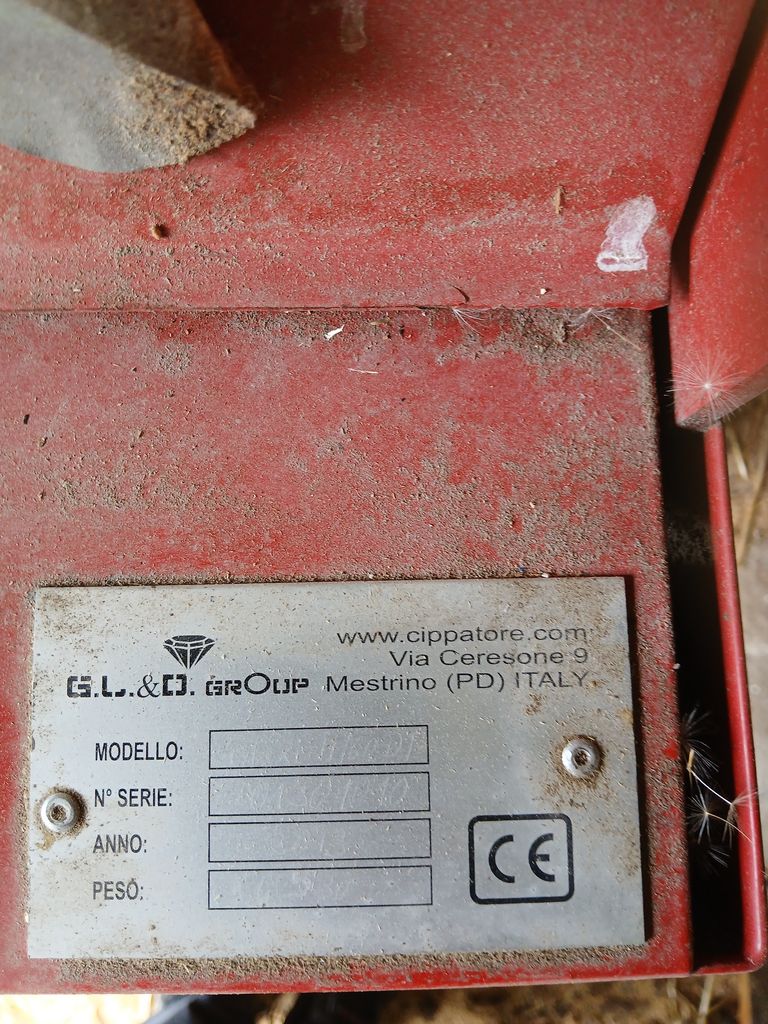 www.cippatore.com
Via Ceresone 9
G.L.&D. GROUP Mestrino (PD) ITALY
MODELLO:
N° SERIE:
ANNO:
PESO:
CE